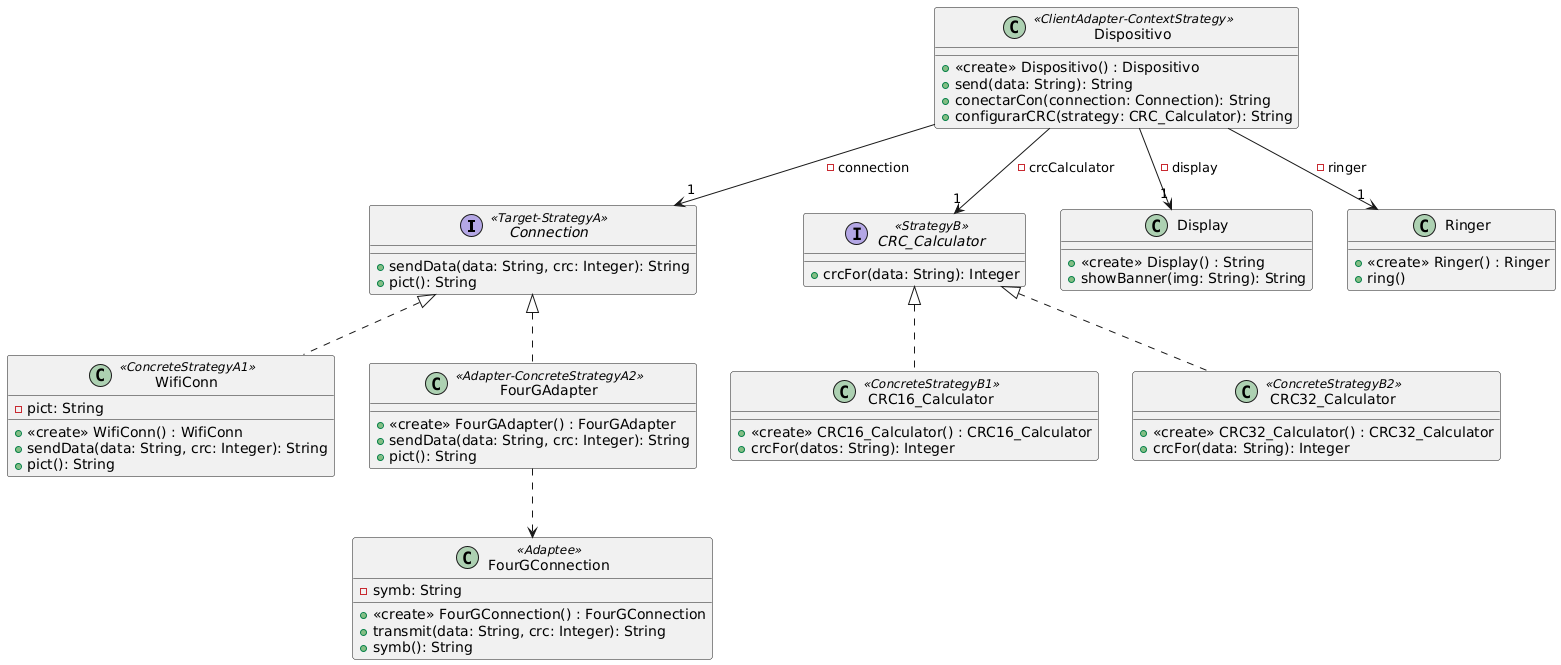 «ClientAdapter-ContextStrategy»
C Dispositivo
«create» Dispositivo() : Dispositivo
send(data: String): String
conectarCon(connection: Connection): String
configurarCRC(strategy: CRC_Calculator): String
connection
crcCalculator
display
ringer
1
1
1
1
«Target-StrategyA»
I Connection
sendData(data: String, crc: Integer): String
pict(): String
«StrategyB»
I CRC_Calculator
crcFor(data: String): Integer
C Display
«create» Display() : String
showBanner(img: String): String
C Ringer
«create» Ringer() : Ringer
ring()
«ConcreteStrategyA1»
C WifiConn
pict: String
«create» WifiConn() : WifiConn
sendData(data: String, crc: Integer): String
pict(): String
«Adapter-ConcreteStrategyA2»
C FourGAdapter
«create» FourGAdapter() : FourGAdapter
sendData(data: String, crc: Integer): String
pict(): String
«ConcreteStrategyB1»
C CRC16_Calculator
«create» CRC16_Calculator() : CRC16_Calculator
crcFor(datos: String): Integer
«ConcreteStrategyB2»
C CRC32_Calculator
«create» CRC32_Calculator() : CRC32_Calculator
crcFor(data: String): Integer
«Adaptee»
C FourGConnection
symb: String
«create» FourGConnection() : FourGConnection
transmit(data: String, crc: Integer): String
symb(): String